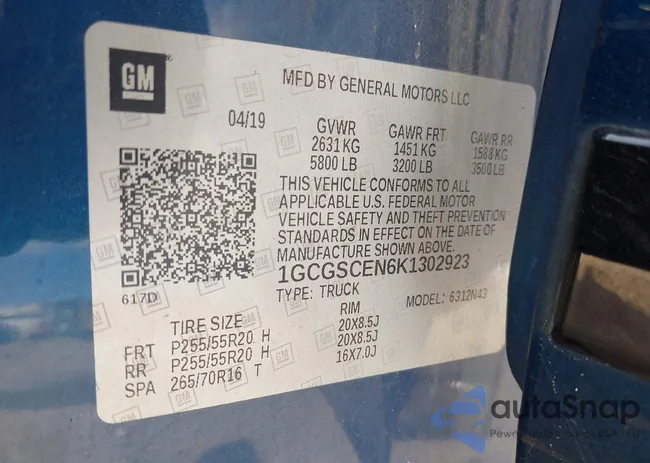 GM
MFD BY GENERAL MOTORS LLC
04/19
GVWR GAWR FRT GAWR RR
2631 KG 1451 KG 1588 KG
5800 LB 3200 LB 3500 LB
THIS VEHICLE CONFORMS TO ALL
APPLICABLE U.S. FEDERAL MOTOR
VEHICLE SAFETY AND THEFT PREVENTION
STANDARDS IN EFFECT ON THE DATE OF
MANUFACTURE SHOWN ABOVE.
1GCGSCEN6K1302923
617D
TYPE: TRUCK MODEL: 6312N43
TIRE SIZE RIM
FRT P255/55R20 H 20X8.5J
RR P255/55R20 H 20X8.5J
SPA 265/70R16 T 16X7.0J
autaSnap